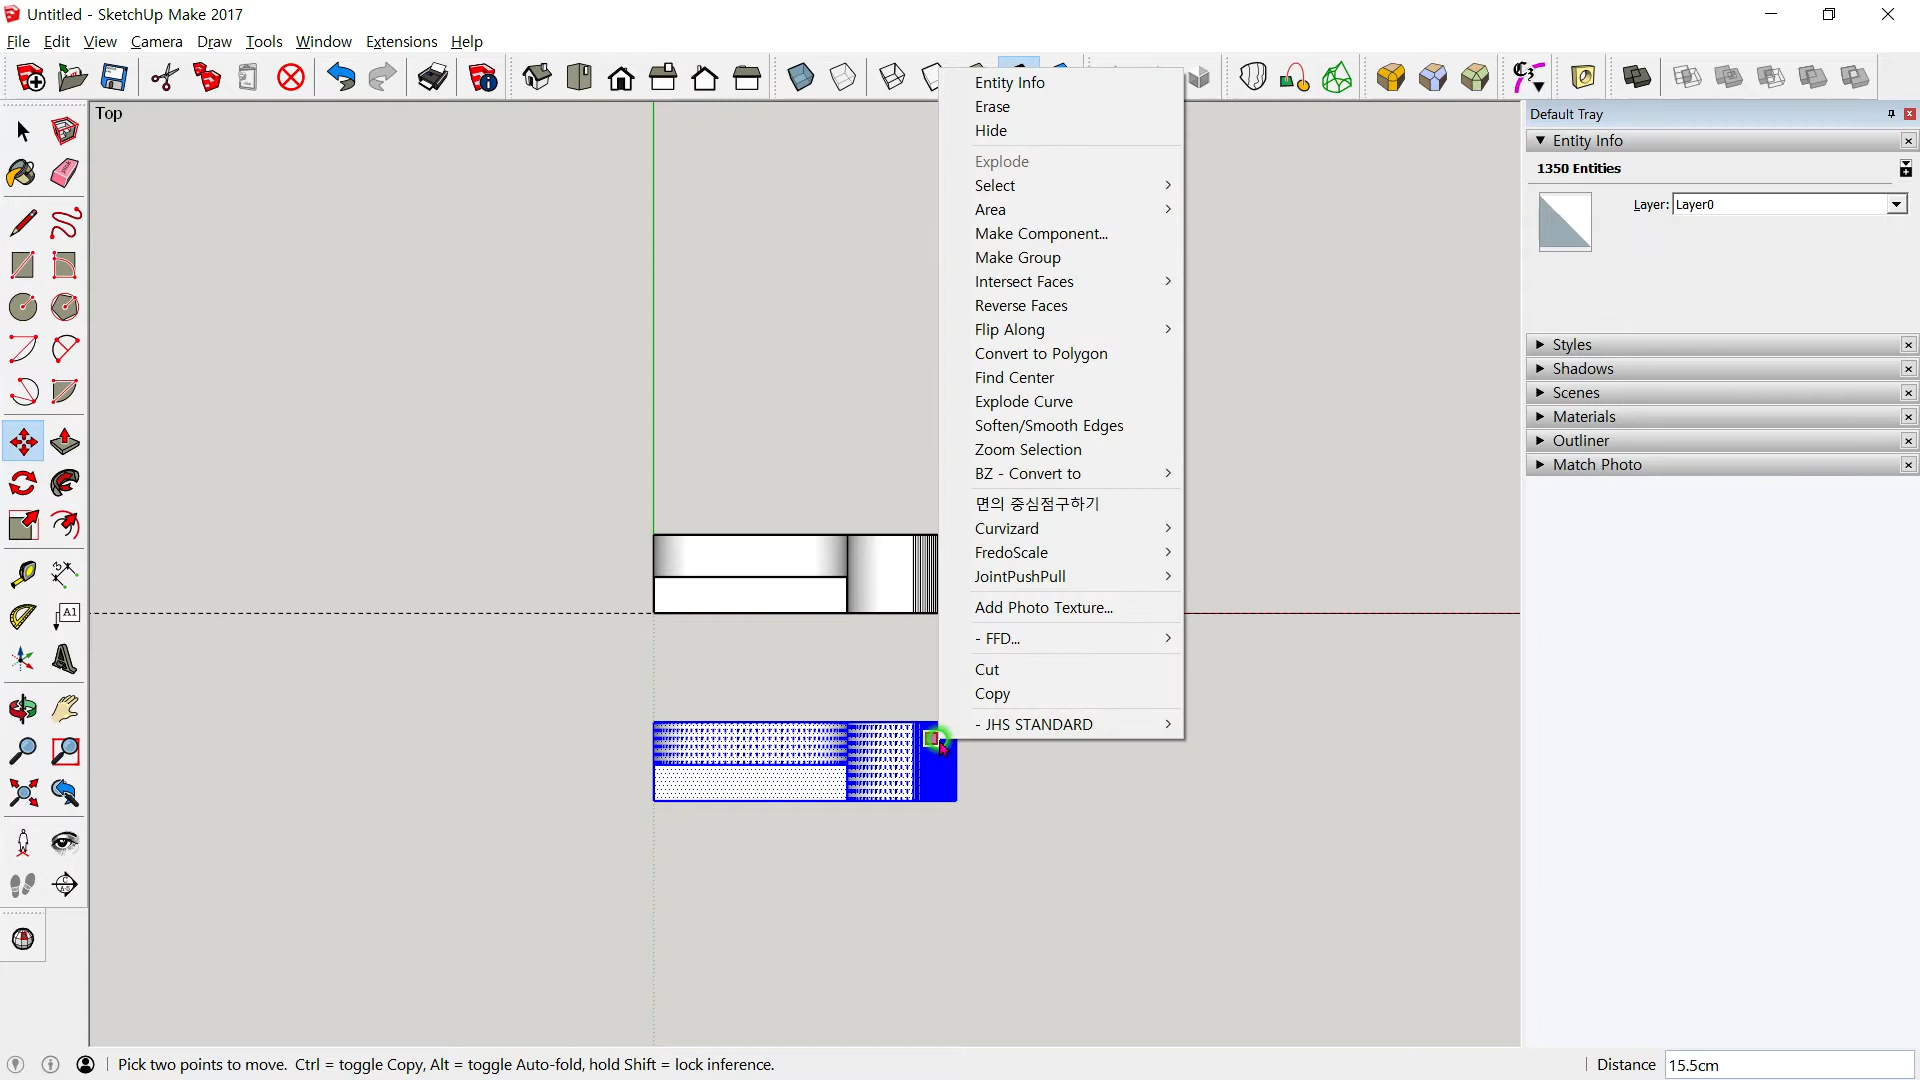 Untitled - SketchUp Make 2017
File Edit View Camera Draw Tools Window Extensions Help
Top
Entity Info
Erase
Hide
Explode
Select
Area
Make Component...
Make Group
Intersect Faces
Reverse Faces
Flip Along
Convert to Polygon
Find Center
Explode Curve
Soften/Smooth Edges
Zoom Selection
BZ - Convert to
면의 중심점구하기
Curvizard
FredoScale
JointPushPull
Add Photo Texture...
- FFD...
Cut
Copy
- JHS STANDARD
Default Tray
Entity Info
1350 Entities
Layer: Layer0
Styles
Shadows
Scenes
Materials
Outliner
Match Photo
A1
Pick two points to move. Ctrl = toggle Copy, Alt = toggle Auto-fold, hold Shift = lock inference.
Distance 15.5cm